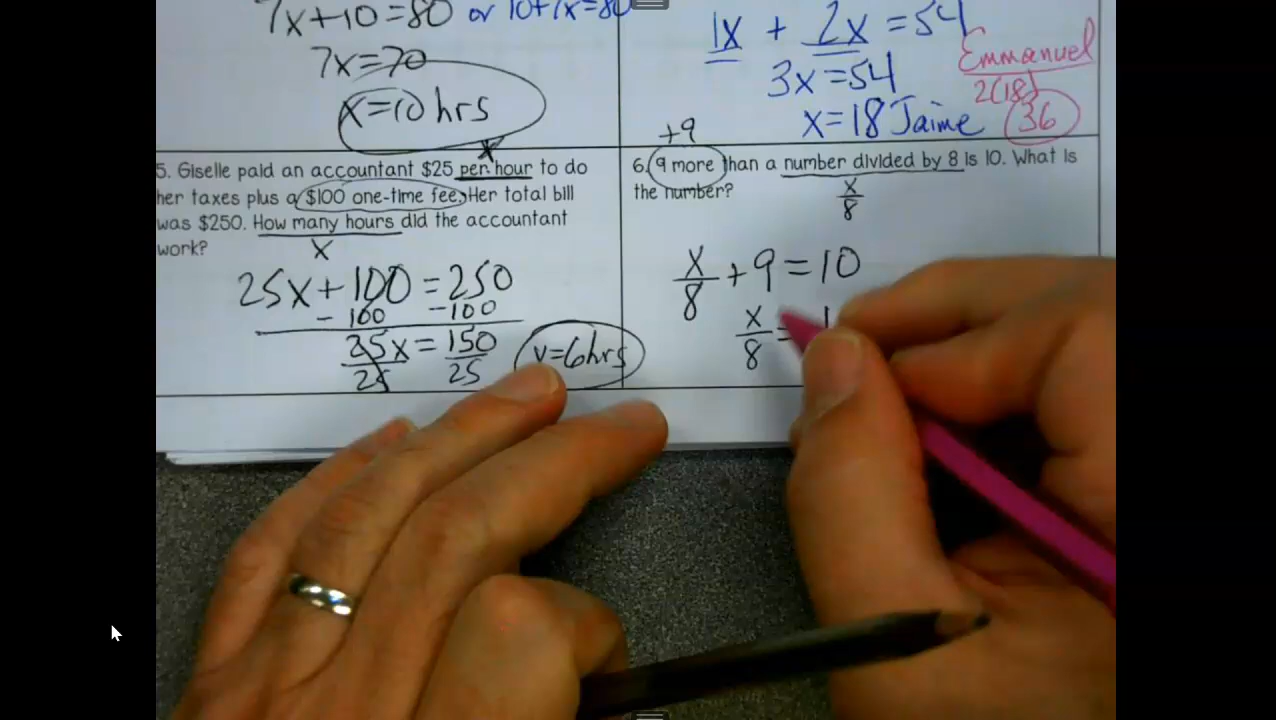 7x+10=80 or 10+7x=80
7x=70
x=10 hrs
1x + 2x = 54
3x=54
x=18 Jaime
Emmanuel
2(18)
36
x
5. Giselle paid an accountant $25 per hour to do
her taxes plus a $100 one-time fee. Her total bill
was $250. How many hours did the accountant
work?
x
25x+100=250
-100 -100
25x = 150
25 25
x=6hrs
+9
6. 9 more than a number divided by 8 is 10. What is
the number?
x
8
x
8 +9=10
x
8 = 1